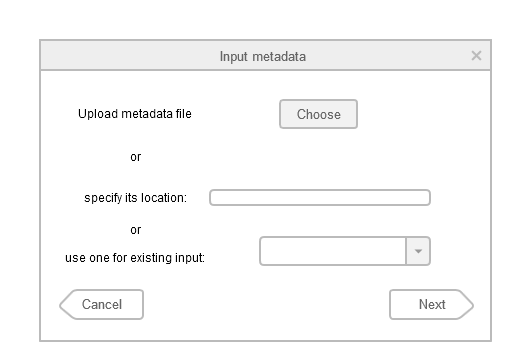 Input metadata
Upload metadata file
Choose
or
specify its location:
or
use one for existing input:
Cancel
Next